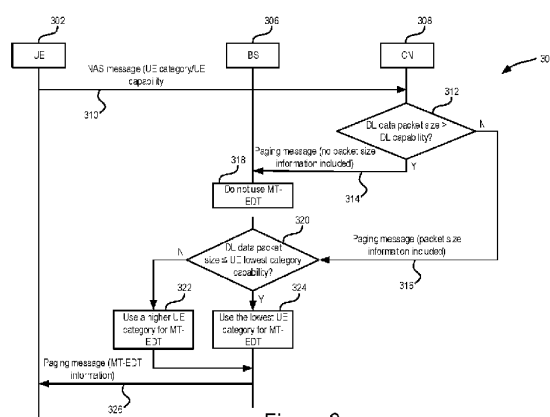 302
306
308
UE
BS
CN
30
NAS message (UE category/UE
capability
310
312
DL data packet size >
DL capability?
N
Paging message (no packet size
information included)
Y
314
318
Do not use MT-
EDT
320
DL data packet
size ≤ UE lowest category
capability?
N
Y
Paging message (packet size
information included)
316
322
324
Use a higher UE
category for MT-
EDT
Use the lowest UE
category for MT-
EDT
Paging message (MT-EDT
information)
326